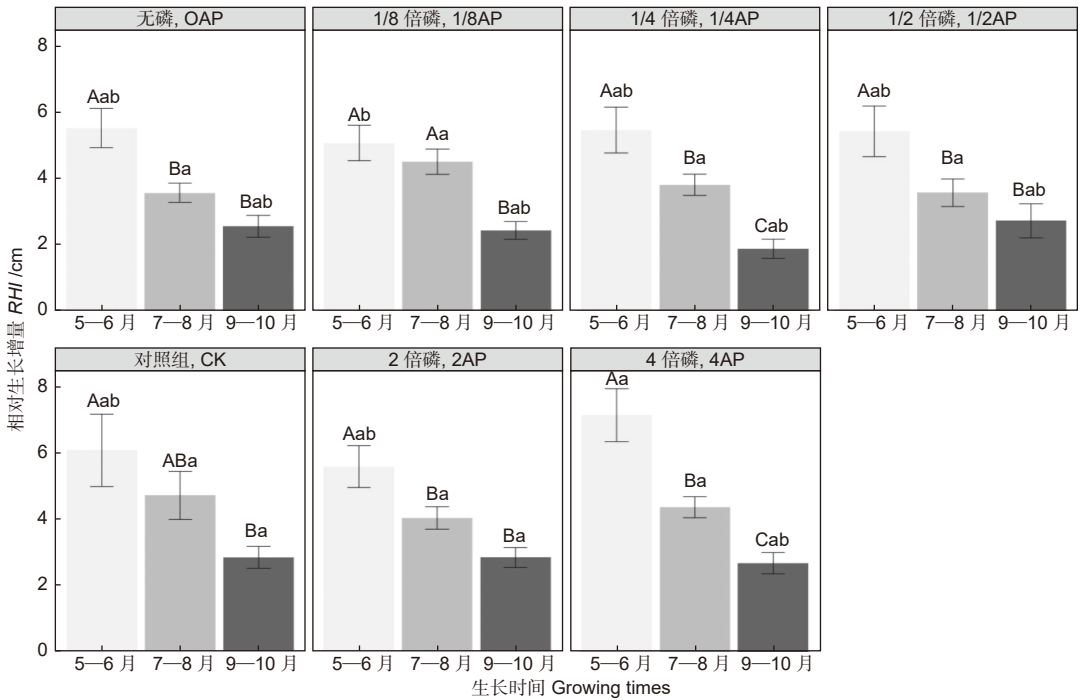 相对生长增量 RHI /cm
无磷, OAP
8
6
4
2
0
Aab
Ba
Bab
5—6 月
7—8 月
9—10 月
1/8 倍磷, 1/8AP
Ab
Aa
Bab
5—6 月
7—8 月
9—10 月
1/4 倍磷, 1/4AP
Aab
Ba
Cab
5—6 月
7—8 月
9—10 月
1/2 倍磷, 1/2AP
Aab
Ba
Bab
5—6 月
7—8 月
9—10 月
对照组, CK
8
6
4
2
0
Aab
ABa
Ba
5—6 月
7—8 月
9—10 月
2 倍磷, 2AP
Aab
Ba
Ba
5—6 月
7—8 月
9—10 月
4 倍磷, 4AP
Aa
Ba
Cab
5—6 月
7—8 月
9—10 月
生长时间 Growing times